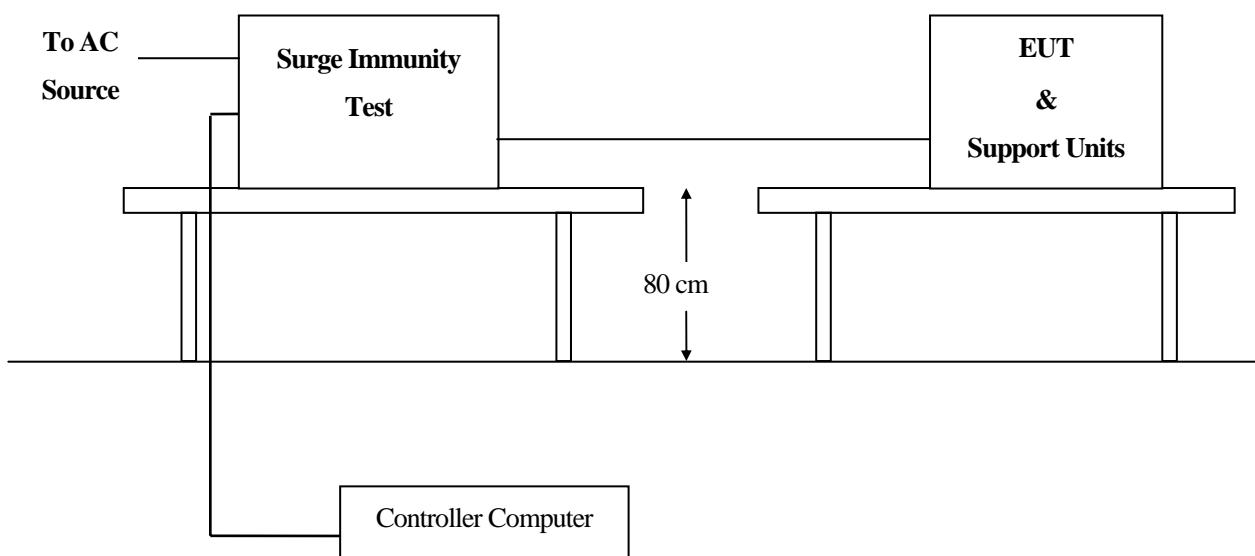 To AC
Source
Surge Immunity
Test
EUT
&
Support Units
80 cm
Controller Computer